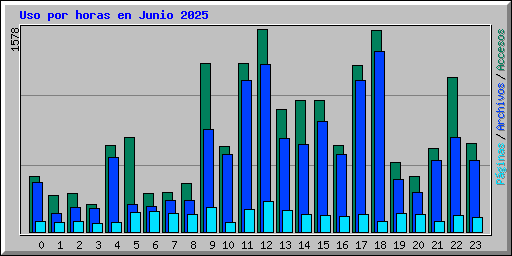 Uso por horas en Junio 2025
1578
Páginas / Archivos / Accesos
0 1 2 3 4 5 6 7 8 9 10 11 12 13 14 15 16 17 18 19 20 21 22 23